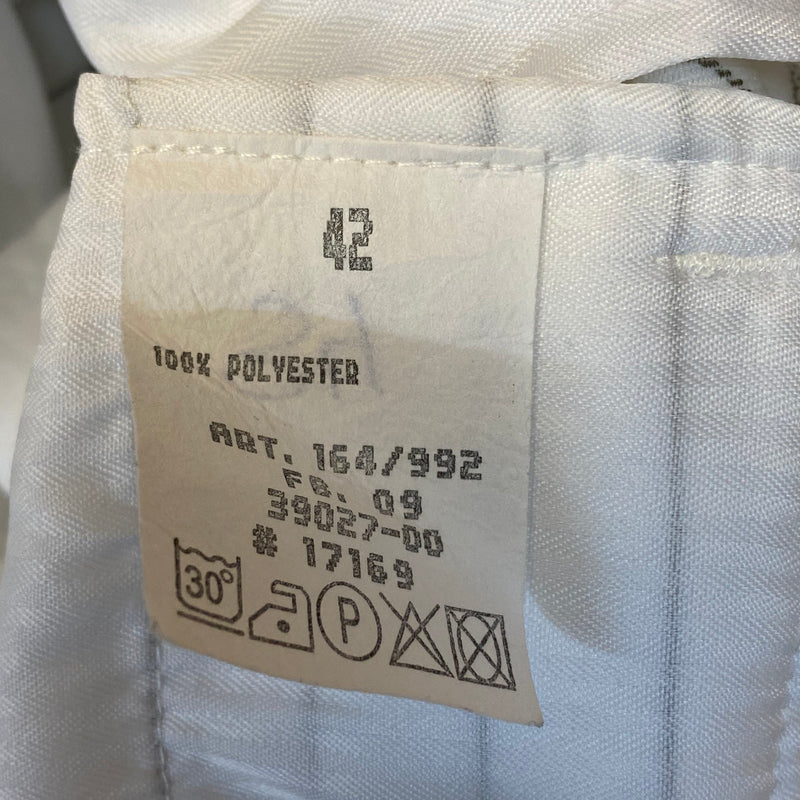 42
100% POLYESTER
ART. 164/992
FB. 09
39027-00
# 17169
30° P